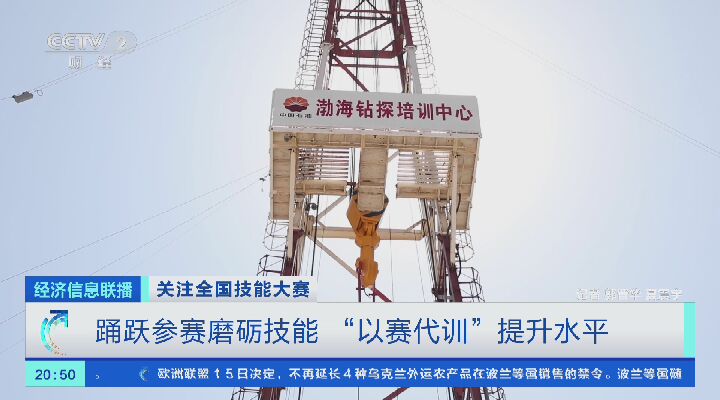 CCTV 2
财经
中国石油
渤海钻探培训中心
经济信息联播
关注全国技能大赛
踊跃参赛磨砺技能 “以赛代训”提升水平
20:50
。 欧洲联盟15日决定，不再延长4种乌克兰外运农产品在波兰等国销售的禁令。波兰等国随